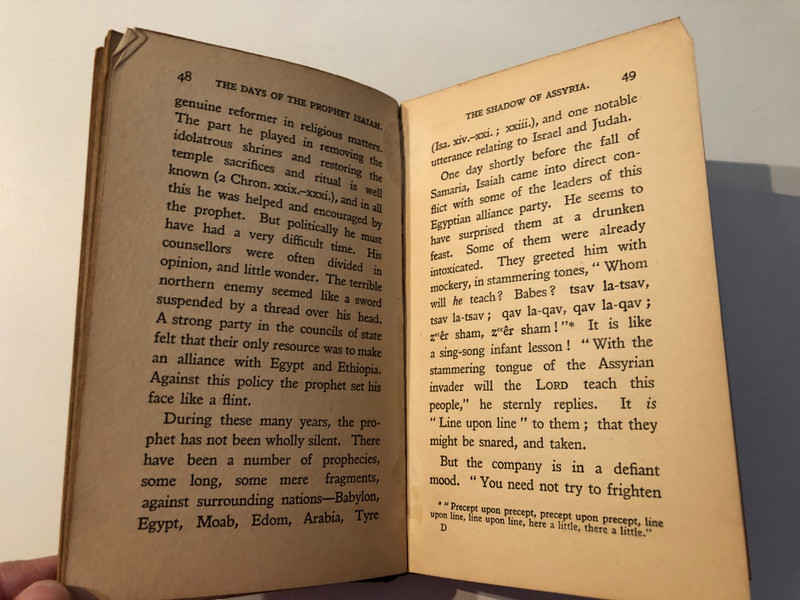 48
THE DAYS OF THE PROPHET ISAIAH.
genuine reformer in religious matters.
The part he played in removing the
idolatrous shrines and restoring the
temple sacrifices and ritual is well
known (2 Chron. xxix.–xxxi.), and in all
this he was helped and encouraged by
the prophet. But politically he must
have had a very difficult time. His
counsellors were often divided in
opinion, and little wonder. The terrible
northern enemy seemed like a sword
suspended by a thread over his head.
A strong party in the councils of state
felt that their only resource was to make
an alliance with Egypt and Ethiopia.
Against this policy the prophet set his
face like a flint.
During these many years, the pro-
phet has not been wholly silent. There
have been a number of prophecies,
some long, some mere fragments,
against surrounding nations—Babylon,
Egypt, Moab, Edom, Arabia, Tyre
THE SHADOW OF ASSYRIA.
49
(Isa. xiv.–xxi.; xxiii.), and one notable
utterance relating to Israel and Judah.
One day shortly before the fall of
Samaria, Isaiah came into direct con-
flict with some of the leaders of this
Egyptian alliance party. He seems to
have surprised them at a drunken
feast. Some of them were already
intoxicated. They greeted him with
mockery, in stammering tones, "Whom
will he teach? Babes? tsav la-tsav,
tsav la-tsav; qav la-qav, qav la-qav;
zᵉʿêr sham, zᵉʿêr sham!"* It is like
a sing-song infant lesson! "With the
stammering tongue of the Assyrian
invader will the LORD teach this
people," he sternly replies. It is
"Line upon line" to them; that they
might be snared, and taken.
But the company is in a defiant
mood. "You need not try to frighten
* "Precept upon precept, precept upon precept, line
upon line, line upon line, here a little, there a little."
D